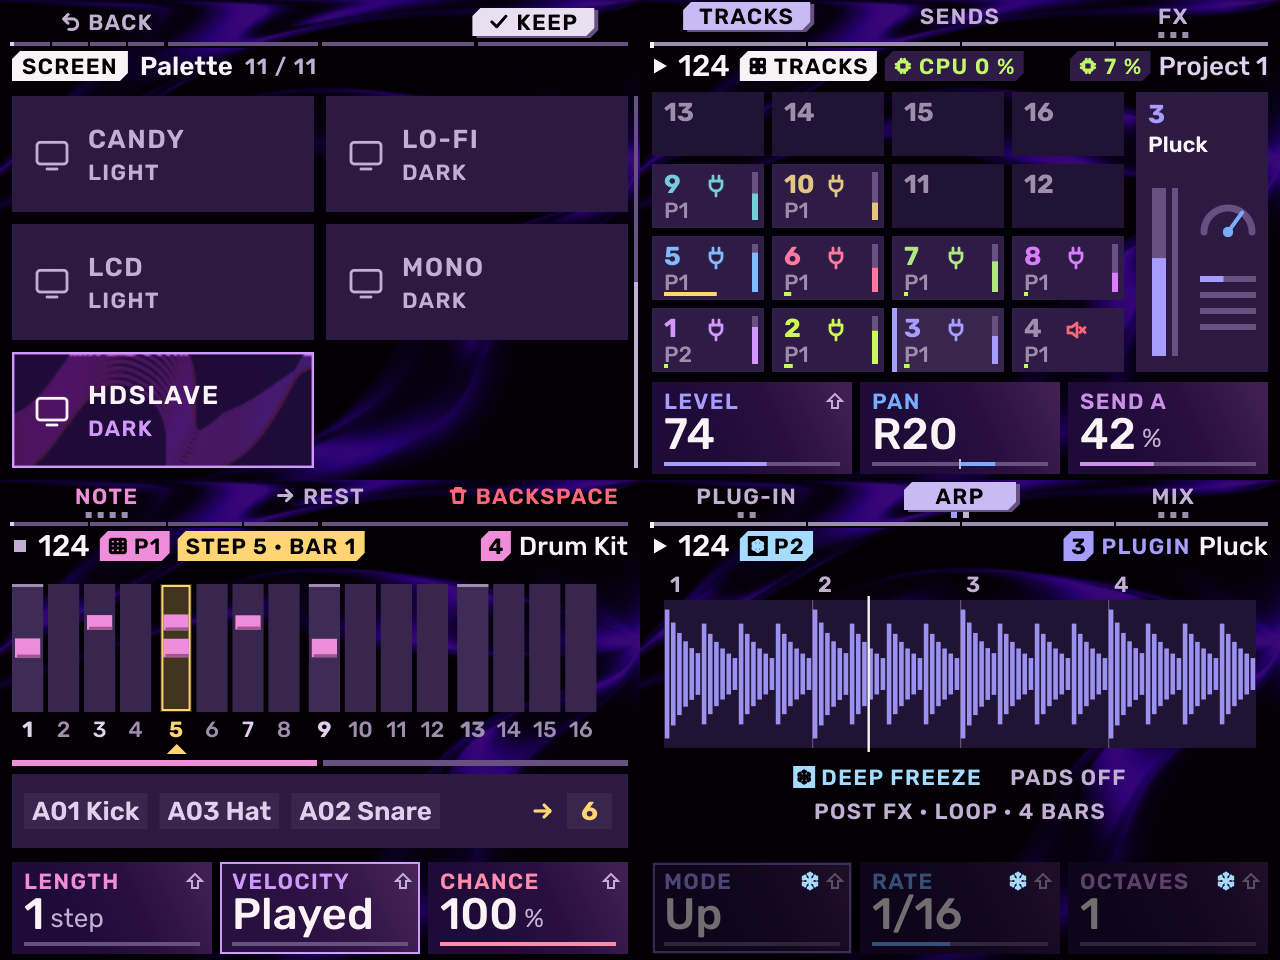 BACK
KEEP
SCREEN Palette 11 / 11
CANDY
LIGHT
LO-FI
DARK
LCD
LIGHT
MONO
DARK
HDSLAVE
DARK
TRACKS SENDS FX
124 TRACKS CPU 0 % 7 % Project 1
13 14 15 16
3
Pluck
9
P1
10
P1
11 12
5
P1
6
P1
7
P1
8
P1
1
P2
2
P1
3
P1
4
P1
LEVEL
74
PAN
R20
SEND A
42 %
NOTE REST BACKSPACE
124 P1 STEP 5 • BAR 1 4 Drum Kit
1 2 3 4 5 6 7 8 9 10 11 12 13 14 15 16
A01 Kick A03 Hat A02 Snare → 6
LENGTH
1 step
VELOCITY
Played
CHANCE
100 %
PLUG-IN ARP MIX
124 P2 3 PLUGIN Pluck
1 2 3 4
DEEP FREEZE PADS OFF
POST FX • LOOP • 4 BARS
MODE
Up
RATE
1/16
OCTAVES
1